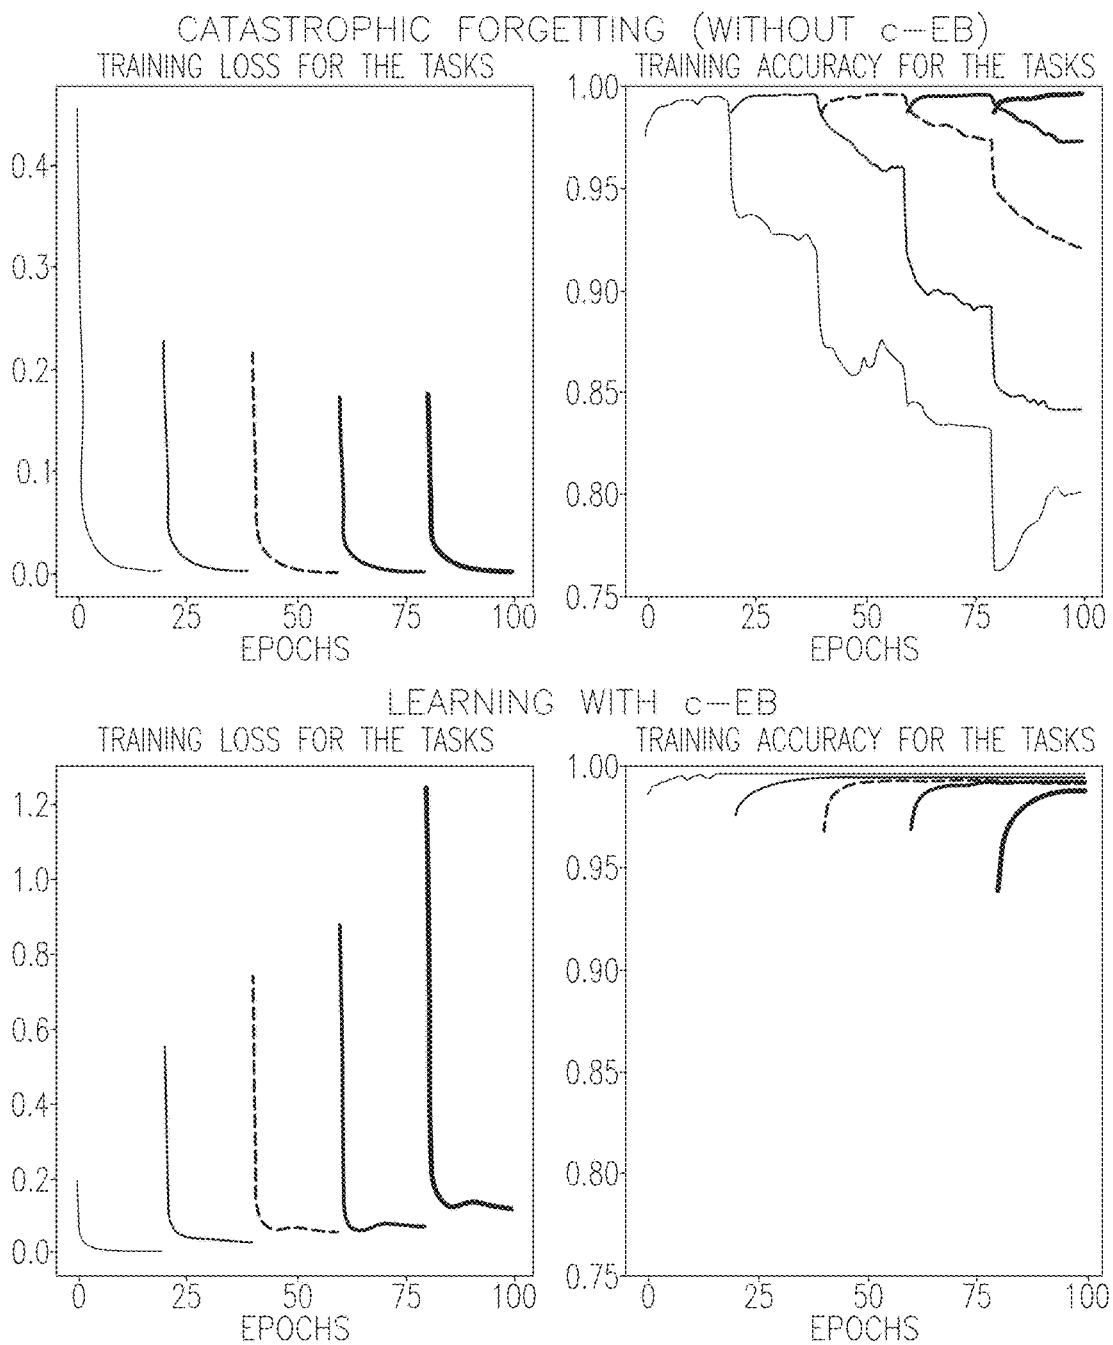 CATASTROPHIC FORGETTING (WITHOUT c-EB)
TRAINING LOSS FOR THE TASKS
0.4
0.3
0.2
0.1
0.0
0 25 50 75 100
EPOCHS
TRAINING ACCURACY FOR THE TASKS
1.00
0.95
0.90
0.85
0.80
0.75
0 25 50 75 100
EPOCHS
LEARNING WITH c-EB
TRAINING LOSS FOR THE TASKS
1.2
1.0
0.8
0.6
0.4
0.2
0.0
0 25 50 75 100
EPOCHS
TRAINING ACCURACY FOR THE TASKS
1.00
0.95
0.90
0.85
0.80
0.75
0 25 50 75 100
EPOCHS